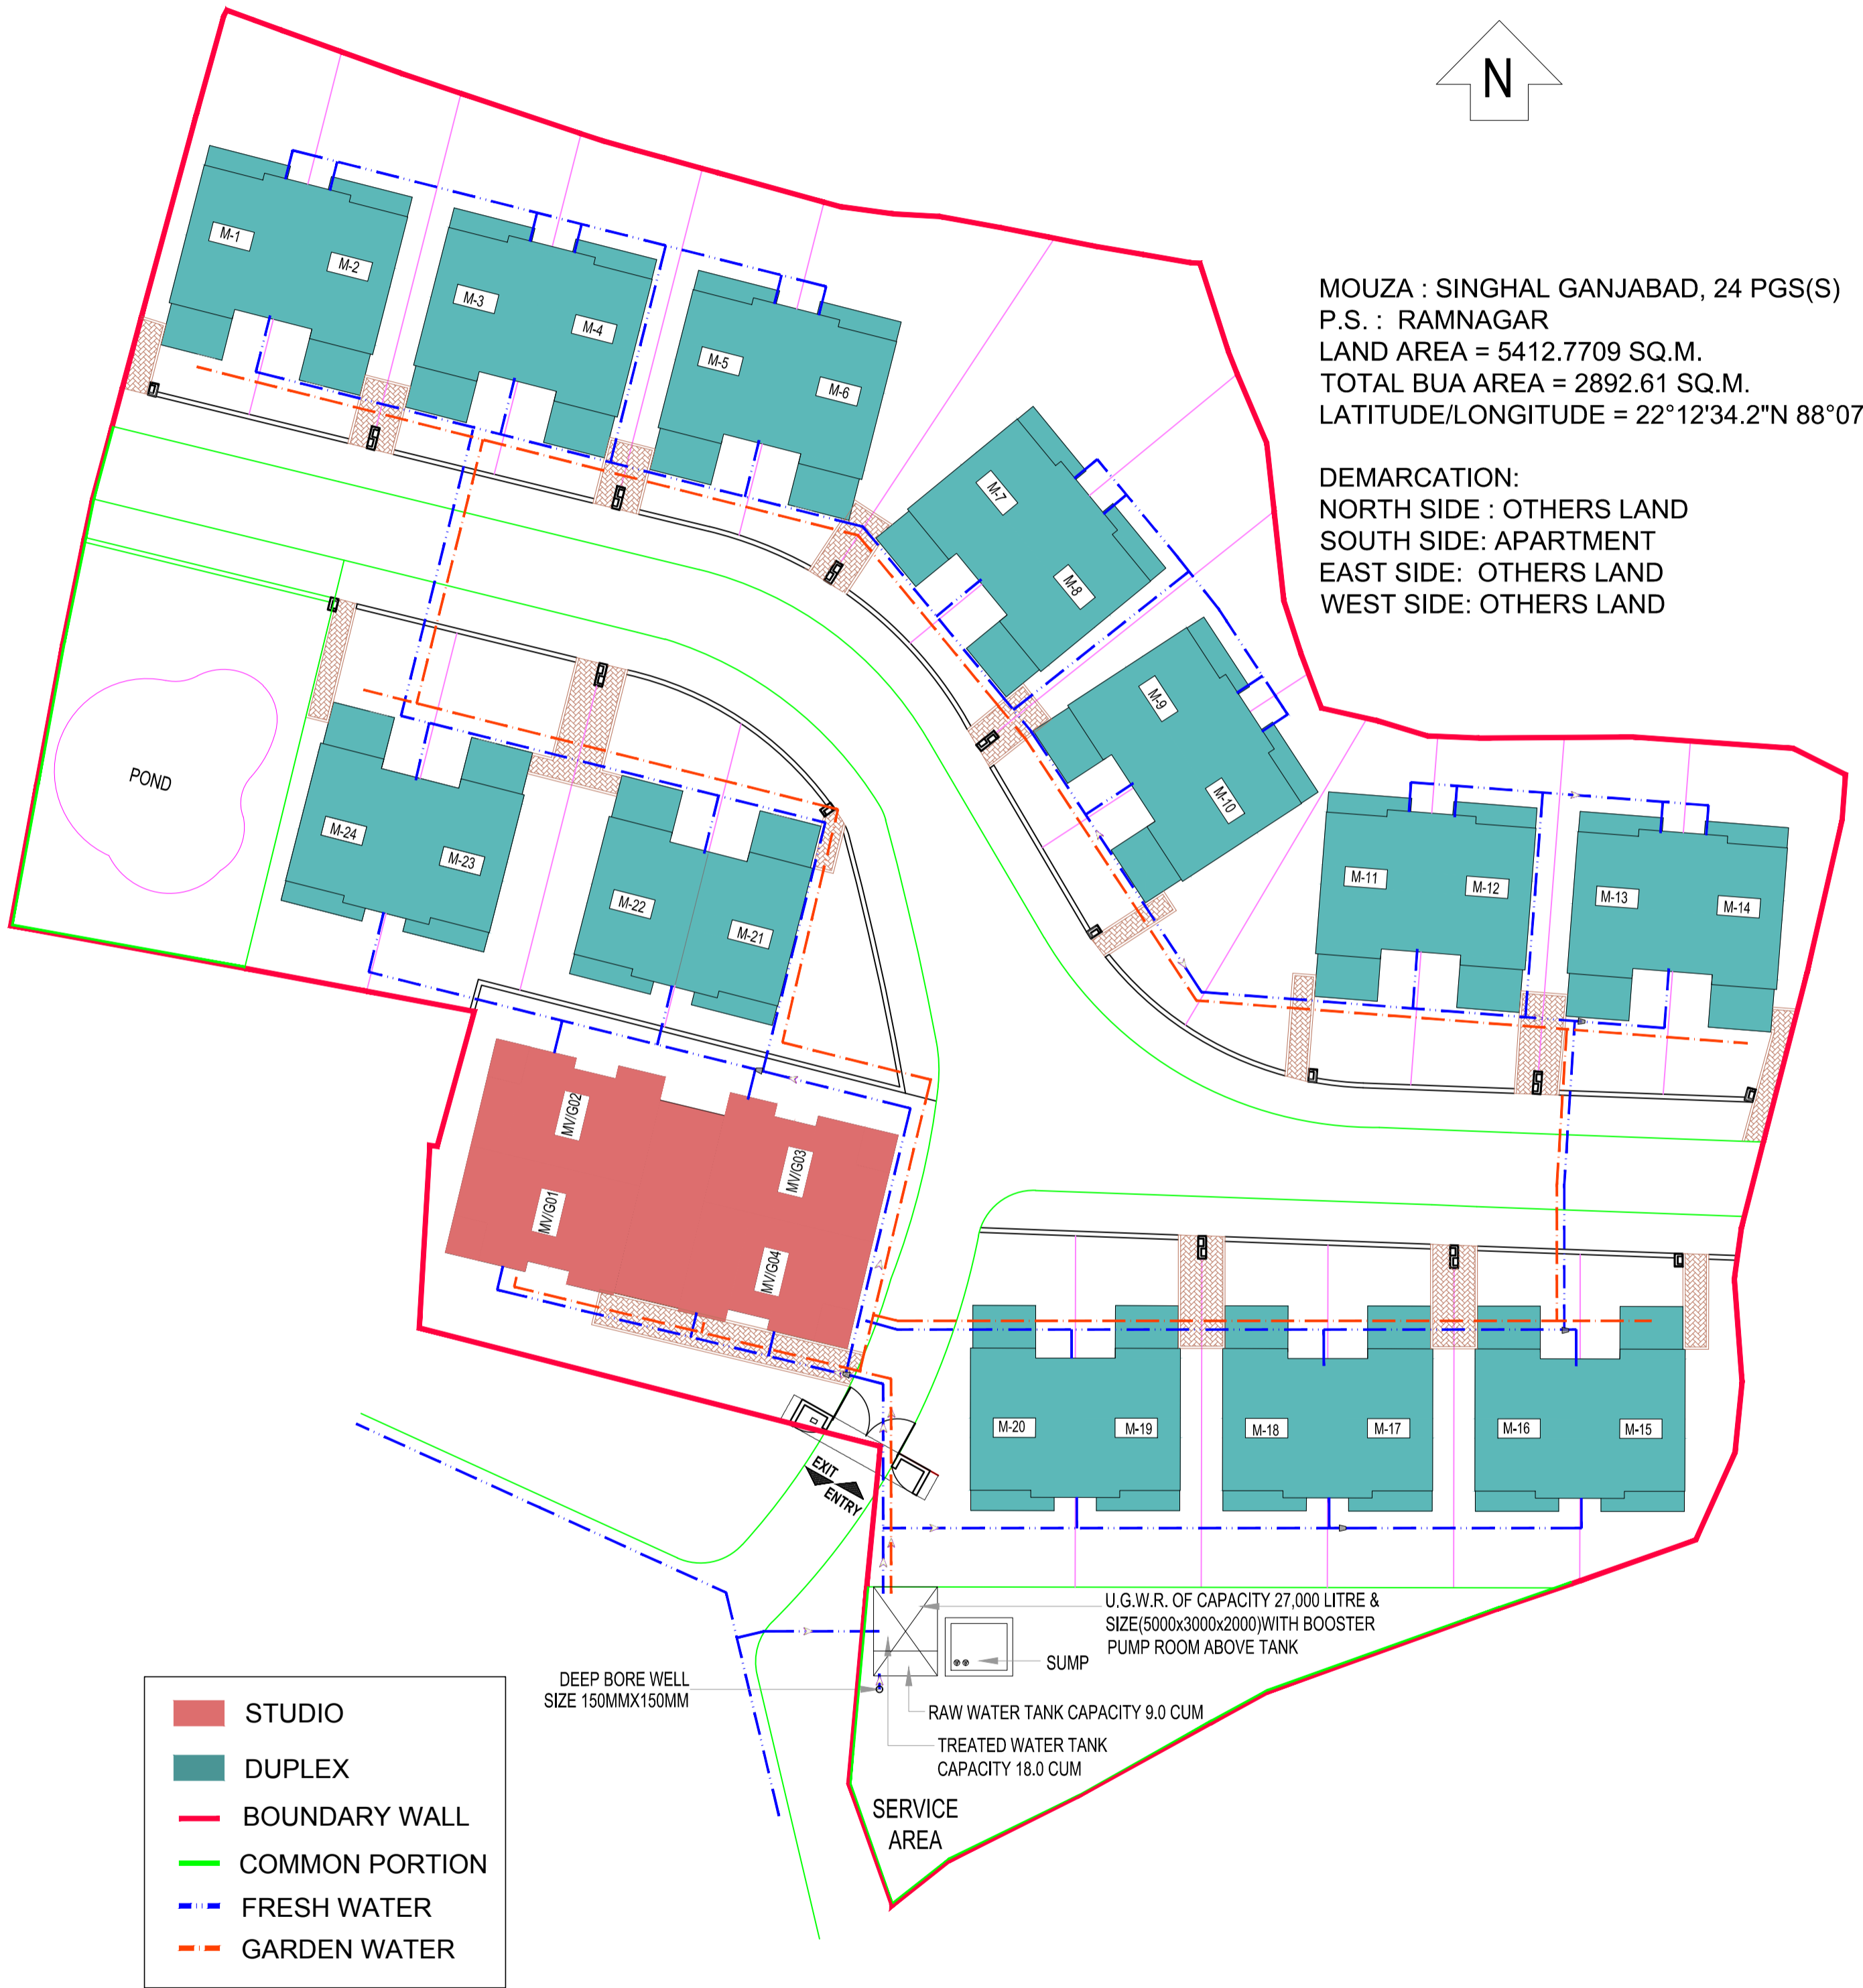 N
MOUZA : SINGHAL GANJABAD, 24 PGS(S)
P.S. : RAMNAGAR
LAND AREA = 5412.7709 SQ.M.
TOTAL BUA AREA = 2892.61 SQ.M.
LATITUDE/LONGITUDE = 22°12'34.2"N 88°07
DEMARCATION:
NORTH SIDE : OTHERS LAND
SOUTH SIDE: APARTMENT
EAST SIDE: OTHERS LAND
WEST SIDE: OTHERS LAND
M-1
M-2
M-3
M-4
M-5
M-6
M-7
M-8
M-9
M-10
M-11
M-12
M-13
M-14
POND
M-24
M-23
M-22
M-21
MV/G02
MV/G03
MV/G01
MV/G04
M-20
M-19
M-18
M-17
M-16
M-15
EXIT
ENTRY
U.G.W.R. OF CAPACITY 27,000 LITRE &
SIZE(5000x3000x2000)WITH BOOSTER
PUMP ROOM ABOVE TANK
SUMP
DEEP BORE WELL
SIZE 150MMX150MM
RAW WATER TANK CAPACITY 9.0 CUM
TREATED WATER TANK
CAPACITY 18.0 CUM
SERVICE
AREA
STUDIO
DUPLEX
BOUNDARY WALL
COMMON PORTION
FRESH WATER
GARDEN WATER